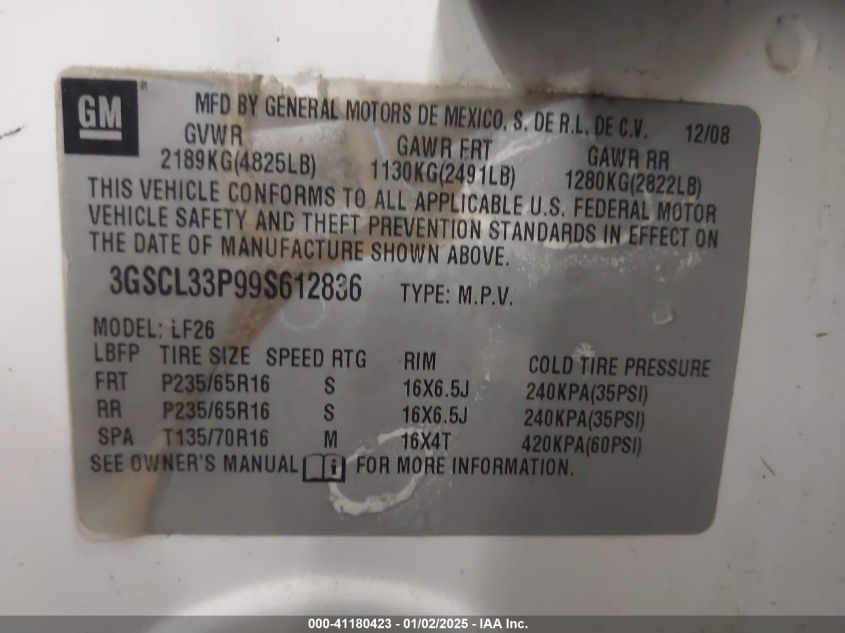 GM
MFD BY GENERAL MOTORS DE MEXICO, S. DE R.L. DE C.V. 12/08
GVWR GAWR FRT GAWR RR
2189KG(4825LB) 1130KG(2491LB) 1280KG(2822LB)
THIS VEHICLE CONFORMS TO ALL APPLICABLE U.S. FEDERAL MOTOR
VEHICLE SAFETY AND THEFT PREVENTION STANDARDS IN EFFECT ON
THE DATE OF MANUFACTURE SHOWN ABOVE.
3GSCL33P99S612836 TYPE: M.P.V.
MODEL: LF26
LBFP TIRE SIZE SPEED RTG RIM COLD TIRE PRESSURE
FRT P235/65R16 S 16X6.5J 240KPA(35PSI)
RR P235/65R16 S 16X6.5J 240KPA(35PSI)
SPA T135/70R16 M 16X4T 420KPA(60PSI)
SEE OWNER'S MANUAL i FOR MORE INFORMATION.
000-41180423 - 01/02/2025 - IAA Inc.